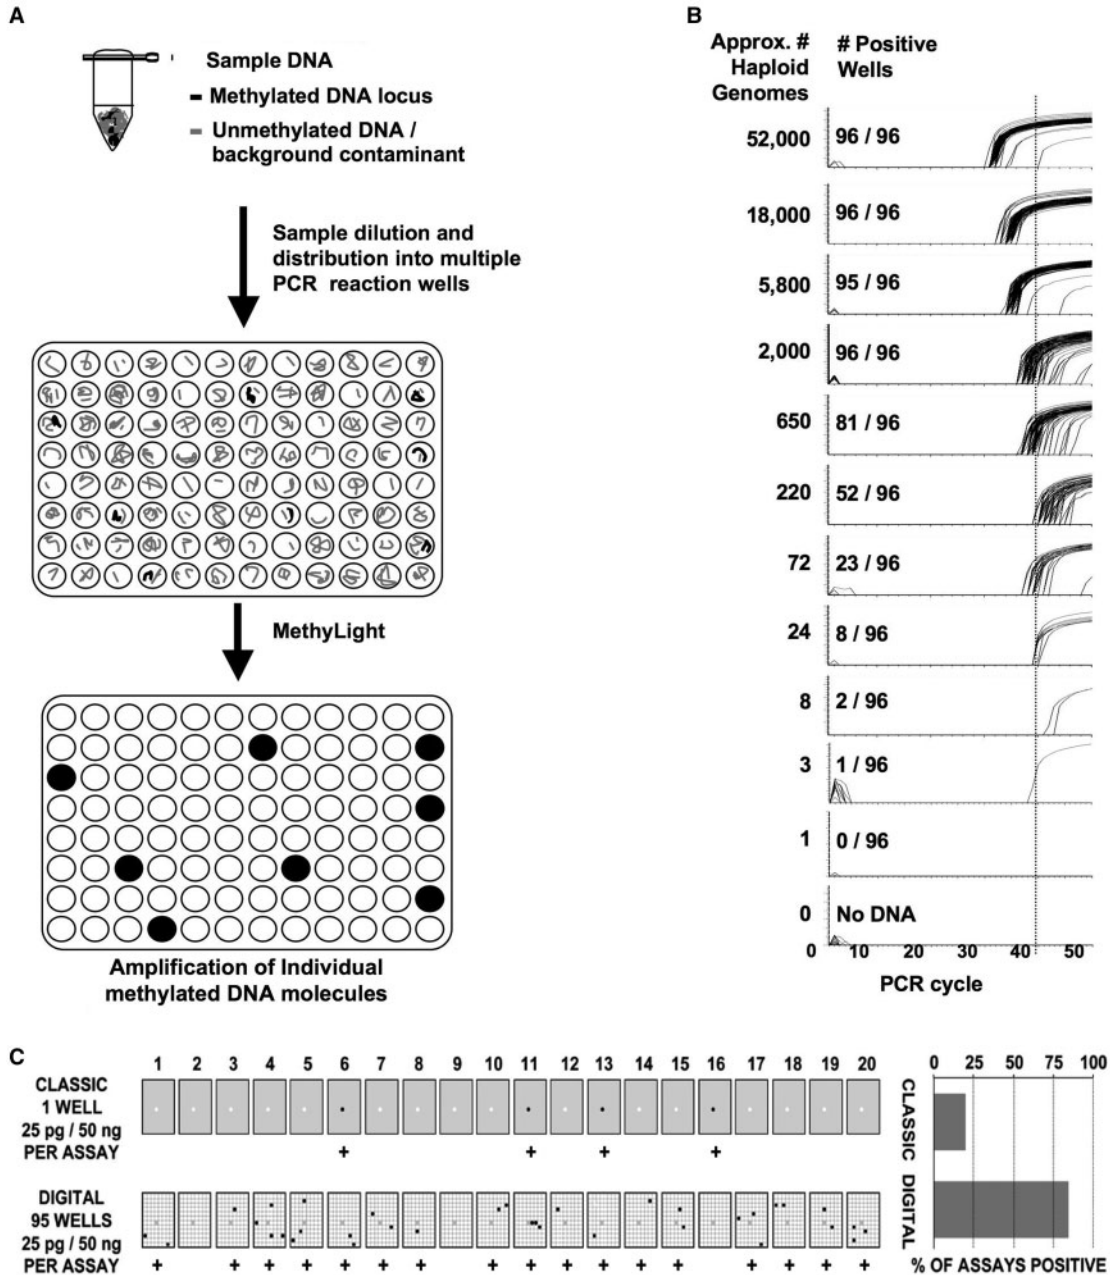 A
Sample DNA
Methylated DNA locus
Unmethylated DNA /
background contaminant
Sample dilution and
distribution into multiple
PCR reaction wells
MethyLight
Amplification of Individual
methylated DNA molecules
B
Approx. #
Haploid
Genomes
# Positive
Wells
52,000 96 / 96
18,000 96 / 96
5,800 95 / 96
2,000 96 / 96
650 81 / 96
220 52 / 96
72 23 / 96
24 8 / 96
8 2 / 96
3 1 / 96
1 0 / 96
0 No DNA
0 10 20 30 40 50
PCR cycle
C
1 2 3 4 5 6 7 8 9 10 11 12 13 14 15 16 17 18 19 20
CLASSIC
1 WELL
25 pg / 50 ng
PER ASSAY + + + +
DIGITAL
95 WELLS
25 pg / 50 ng
PER ASSAY + + + + + + + + + + + + + + + + +
0 25 50 75 100
CLASSIC
DIGITAL
% OF ASSAYS POSITIVE